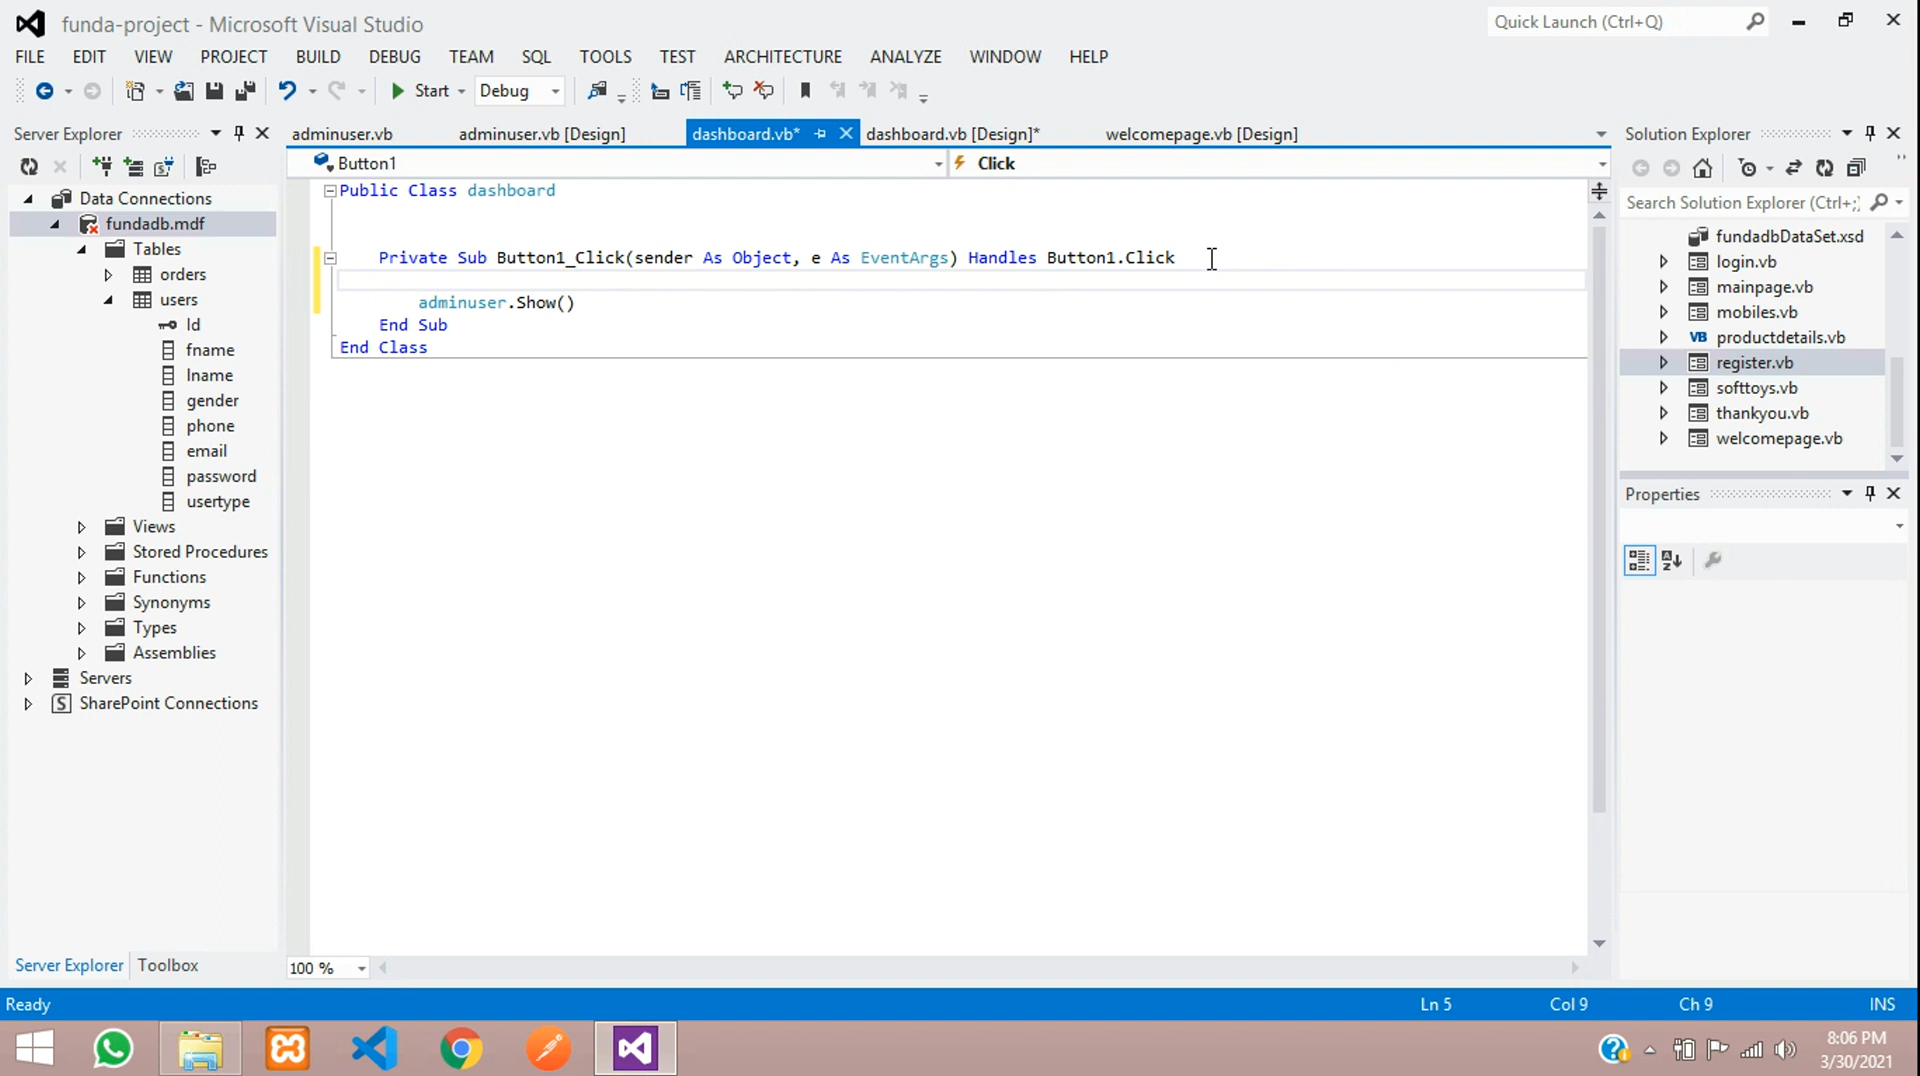 funda-project - Microsoft Visual Studio
Quick Launch (Ctrl+Q)
FILE EDIT VIEW PROJECT BUILD DEBUG TEAM SQL TOOLS TEST ARCHITECTURE ANALYZE WINDOW HELP
Start Debug
Server Explorer
adminuser.vb adminuser.vb [Design] dashboard.vb* dashboard.vb [Design]* welcomepage.vb [Design]
Button1 Click
Data Connections
fundadb.mdf
Tables
orders
users
Id
fname
lname
gender
phone
email
password
usertype
Views
Stored Procedures
Functions
Synonyms
Types
Assemblies
Servers
SharePoint Connections
Server Explorer Toolbox
Public Class dashboard
Private Sub Button1_Click(sender As Object, e As EventArgs) Handles Button1.Click
adminuser.Show()
End Sub
End Class
100 %
Solution Explorer
Search Solution Explorer (Ctrl+;)
fundadbDataSet.xsd
login.vb
mainpage.vb
mobiles.vb
VB productdetails.vb
register.vb
softtoys.vb
thankyou.vb
welcomepage.vb
Properties
Ready Ln 5 Col 9 Ch 9 INS
8:06 PM
3/30/2021